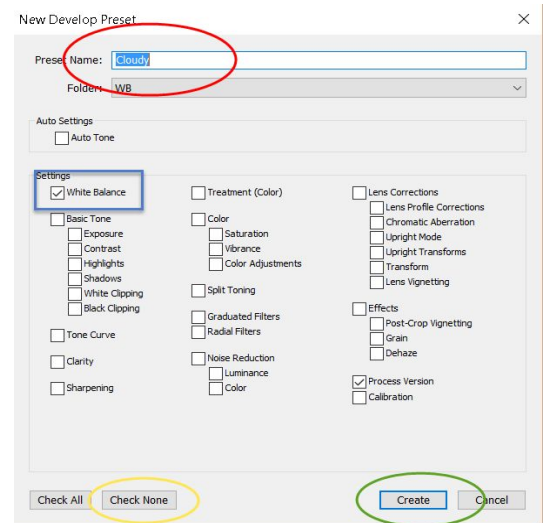 New Develop Preset
Preset Name: Cloudy
Folder: WB
Auto Settings
Auto Tone
Settings
White Balance
Basic Tone
Exposure
Contrast
Highlights
Shadows
White Clipping
Black Clipping
Tone Curve
Clarity
Sharpening
Treatment (Color)
Color
Saturation
Vibrance
Color Adjustments
Split Toning
Graduated Filters
Radial Filters
Noise Reduction
Luminance
Color
Lens Corrections
Lens Profile Corrections
Chromatic Aberration
Upright Mode
Upright Transforms
Transform
Lens Vignetting
Effects
Post-Crop Vignetting
Grain
Dehaze
Process Version
Calibration
Check All Check None Create Cancel